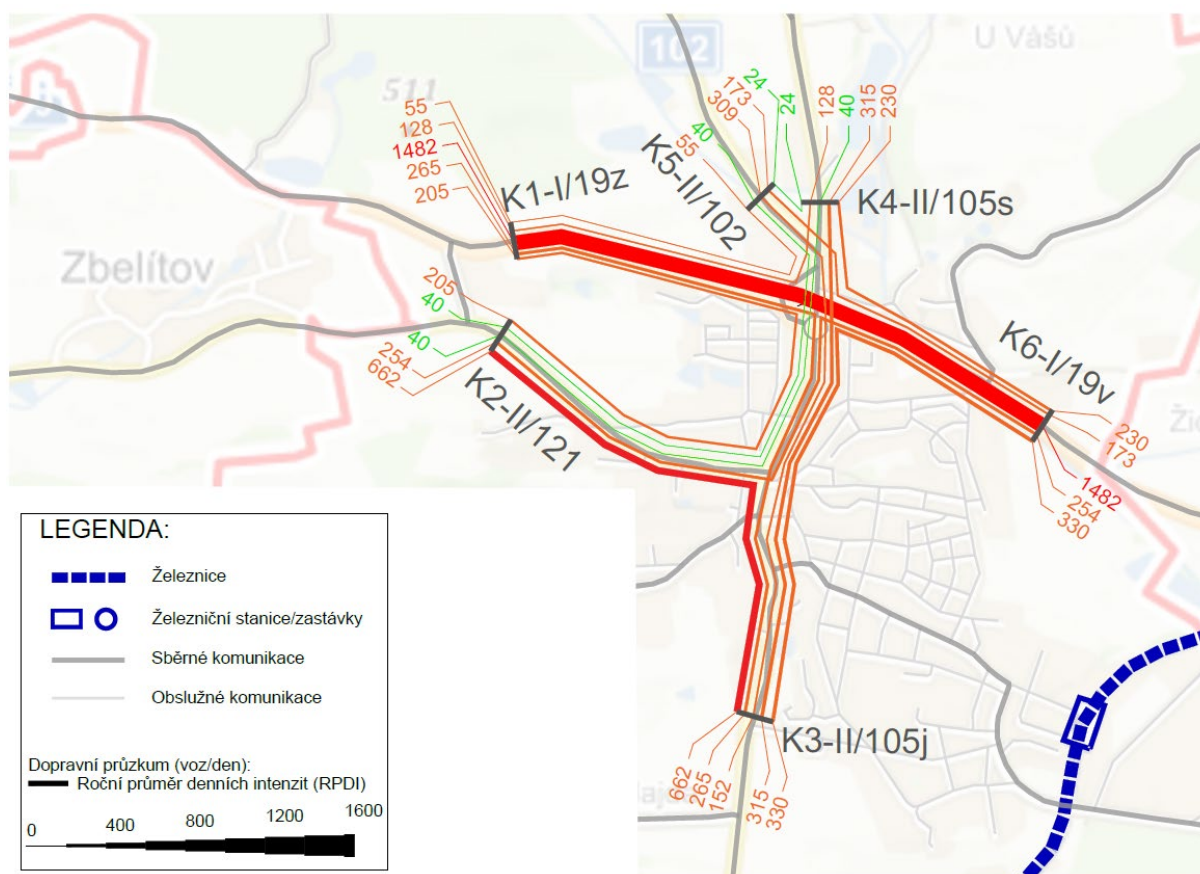 U Vášů
102
511
55
128
1482
265
205
K1-I/19z
24
173
309
40
55
K5-II/102
24
128
40
315
230
K4-II/105s
Zbelítov
205
40
40
254
662
K2-II/121
K6-I/19v
230
173
1482
254
330
662
265
152
315
330
K3-II/105j
LEGENDA:
Železnice
Železniční stanice/zastávky
Sběrné komunikace
Obslužné komunikace
Dopravní průzkum (voz/den):
Roční průměr denních intenzit (RPDI)
0 400 800 1200 1600